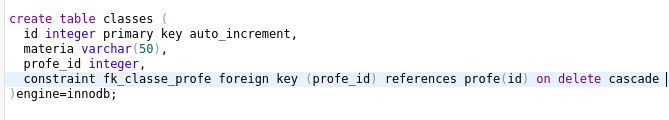 create table classes (
  id integer primary key auto_increment,
  materia varchar(50),
  profe_id integer,
  constraint fk_classe_profe foreign key (profe_id) references profe(id) on delete cascade
)engine=innodb;